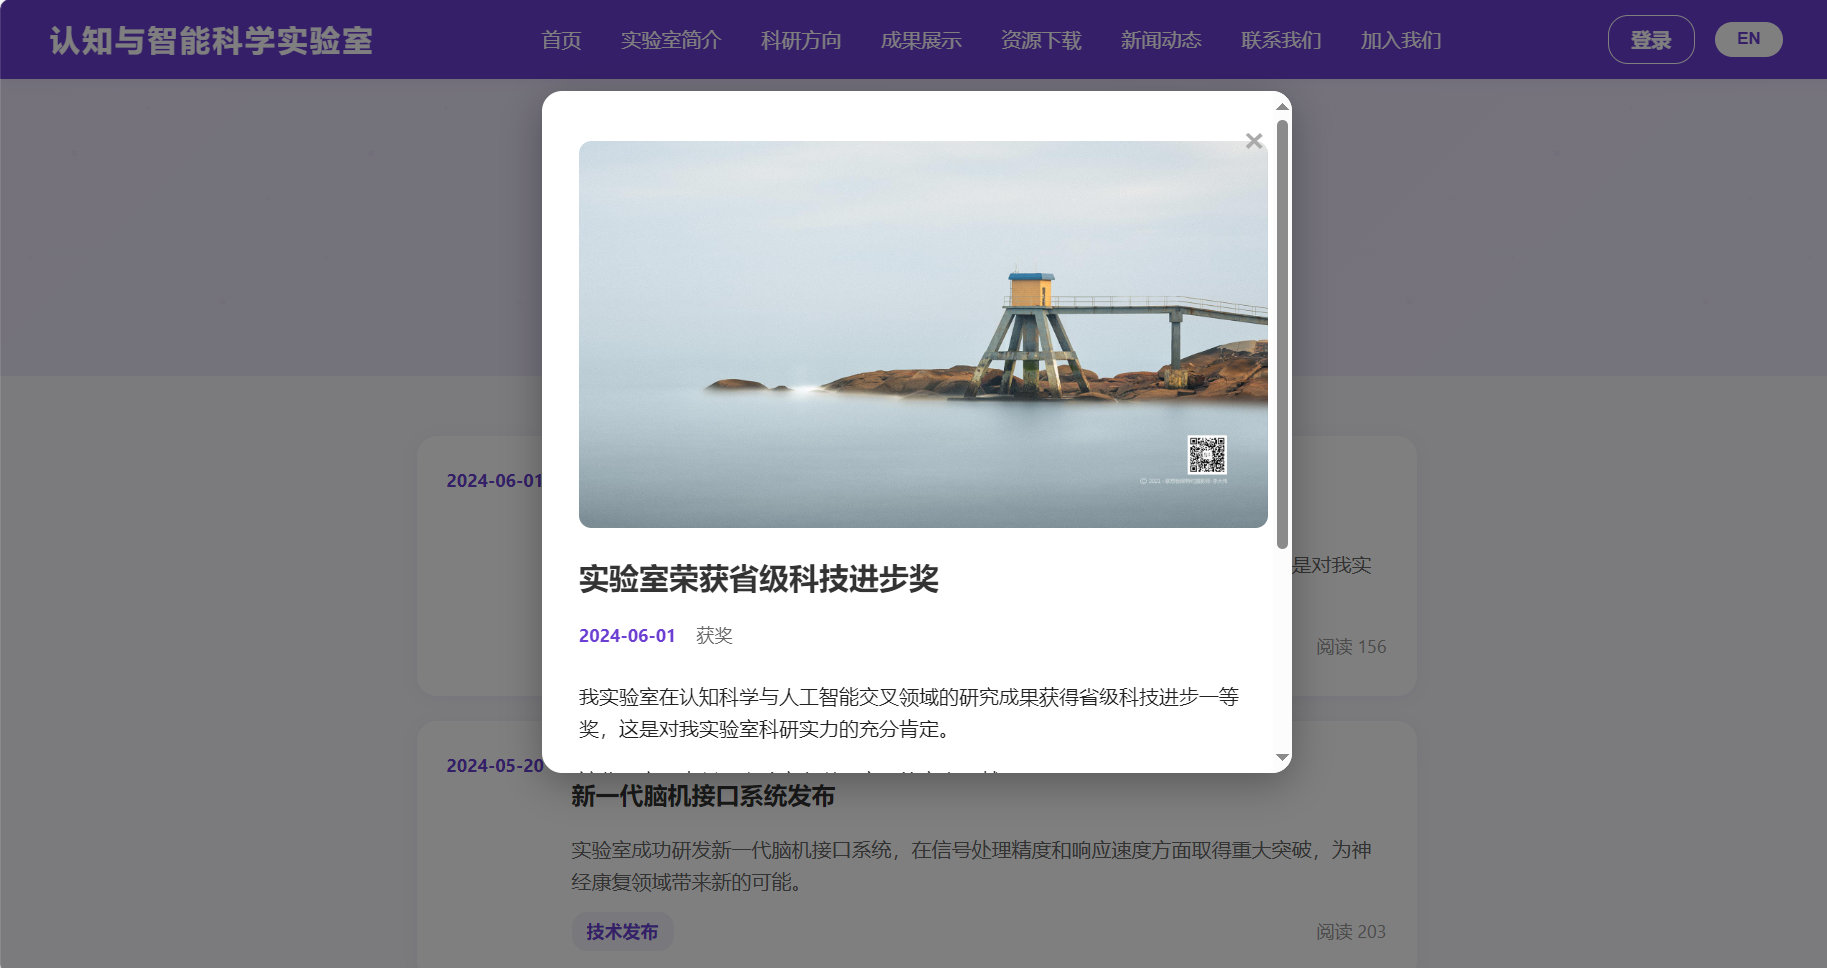 认知与智能科学实验室
首页 实验室简介 科研方向 成果展示 资源下载 新闻动态 联系我们 加入我们
登录 EN
×
实验室荣获省级科技进步奖
2024-06-01 获奖
我实验室在认知科学与人工智能交叉领域的研究成果获得省级科技进步一等
奖，这是对我实验室科研实力的充分肯定。
2024-06-01
是对我实
阅读 156
2024-05-20
新一代脑机接口系统发布
实验室成功研发新一代脑机接口系统，在信号处理精度和响应速度方面取得重大突破，为神
经康复领域带来新的可能。
技术发布
阅读 203